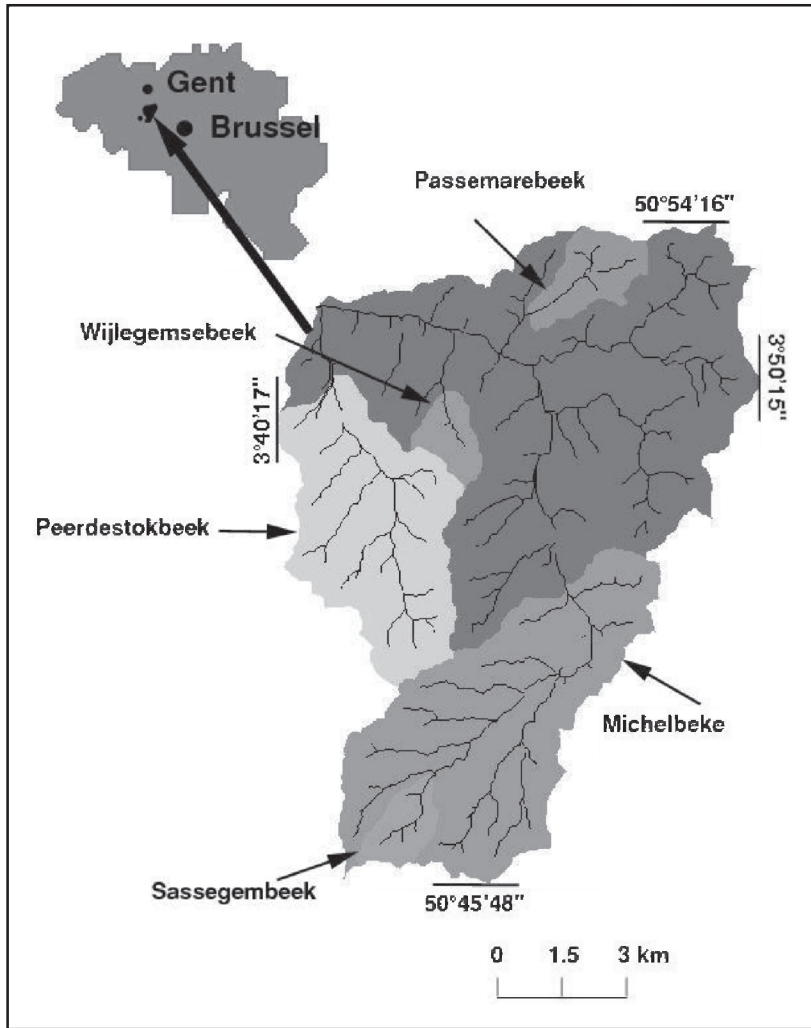 Gent
Brussel
Passemarebeek
50°54'16"
Wijlegemsebeek
3°50'15"
3°40'17"
Peerdestokbeek
Michelbeke
Sassegembeek
50°45'48"
0 1.5 3 km